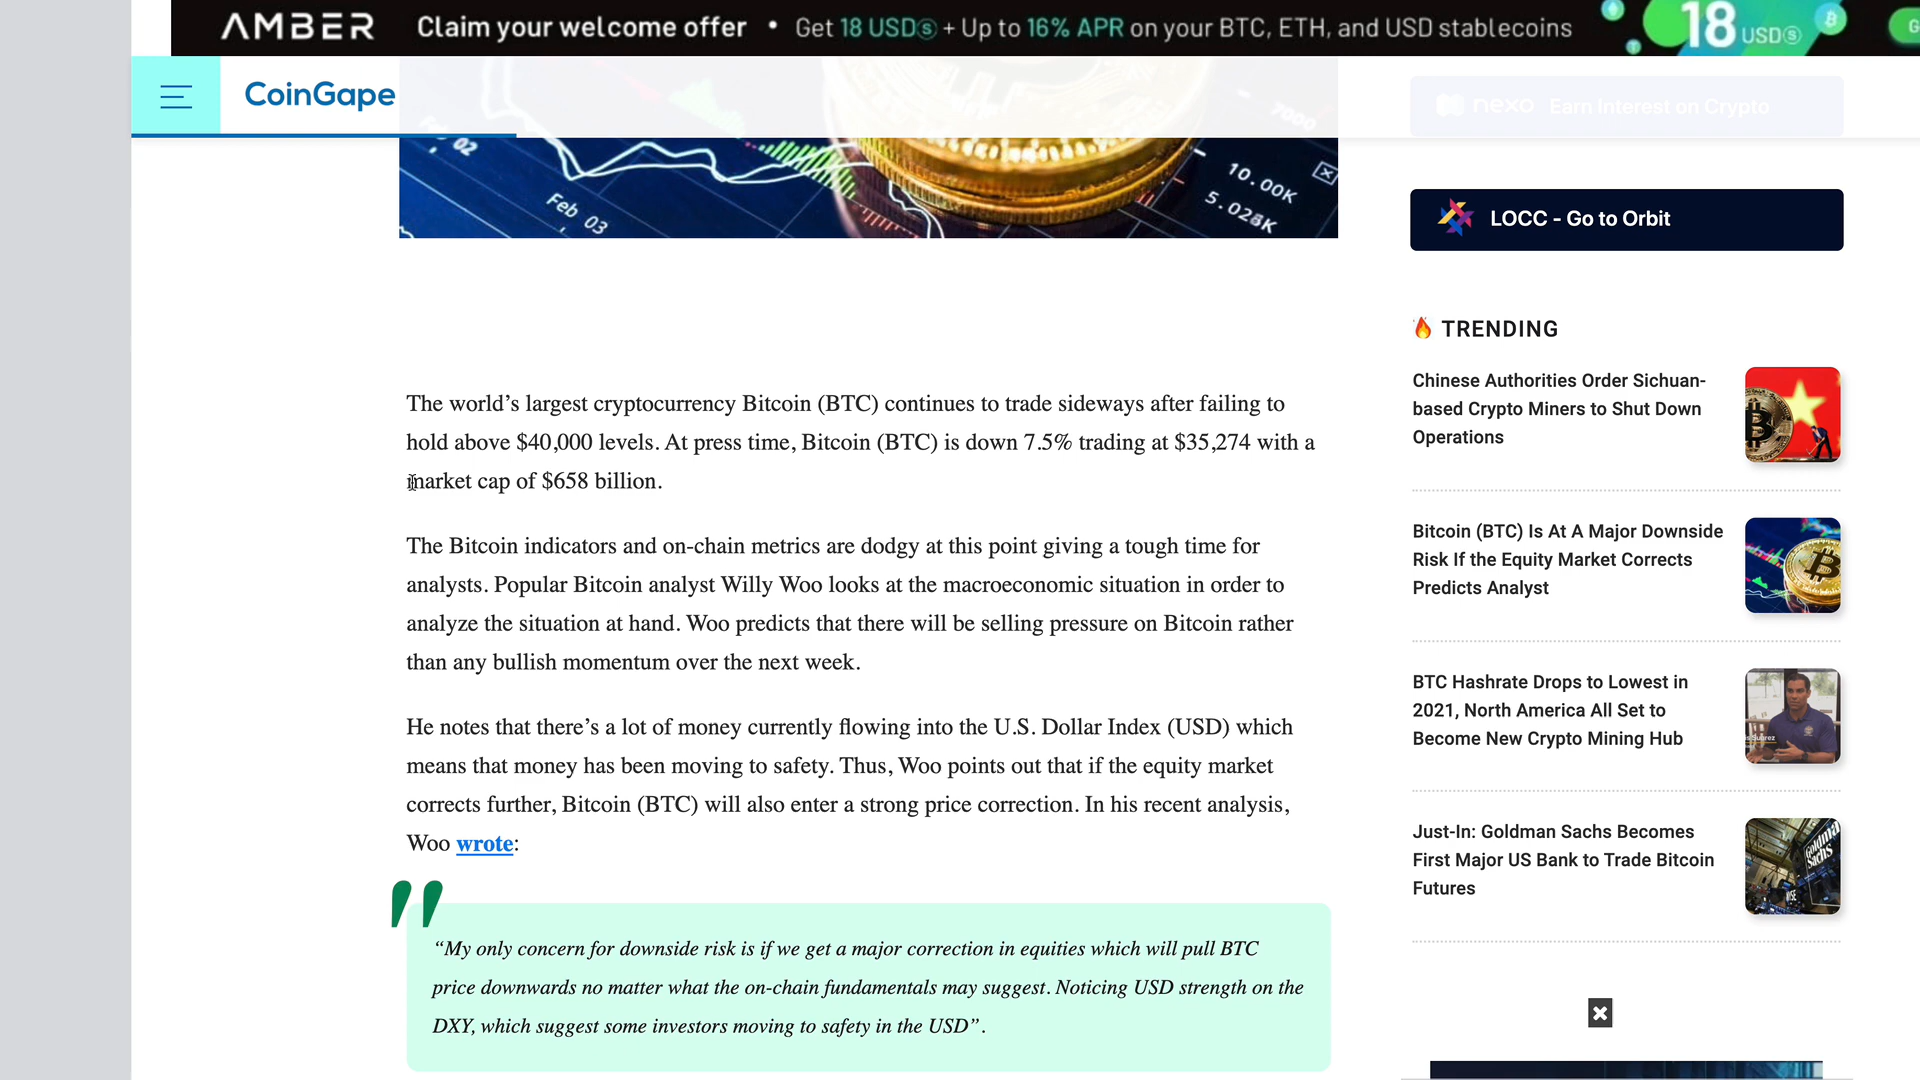 AMBER Claim your welcome offer • Get 18 USDⓈ + Up to 16% APR on your BTC, ETH, and USD stablecoins 18 USDⓈ
CoinGape
nexo Earn Interest on Crypto
7000
02
Feb 03
10.00K
LOCC - Go to Orbit
TRENDING
Chinese Authorities Order Sichuan-
based Crypto Miners to Shut Down
Operations
Bitcoin (BTC) Is At A Major Downside
Risk If the Equity Market Corrects
Predicts Analyst
BTC Hashrate Drops to Lowest in
2021, North America All Set to
Become New Crypto Mining Hub
Just-In: Goldman Sachs Becomes
First Major US Bank to Trade Bitcoin
Futures
The world’s largest cryptocurrency Bitcoin (BTC) continues to trade sideways after failing to
hold above $40,000 levels. At press time, Bitcoin (BTC) is down 7.5% trading at $35,274 with a
market cap of $658 billion.
The Bitcoin indicators and on-chain metrics are dodgy at this point giving a tough time for
analysts. Popular Bitcoin analyst Willy Woo looks at the macroeconomic situation in order to
analyze the situation at hand. Woo predicts that there will be selling pressure on Bitcoin rather
than any bullish momentum over the next week.
He notes that there’s a lot of money currently flowing into the U.S. Dollar Index (USD) which
means that money has been moving to safety. Thus, Woo points out that if the equity market
corrects further, Bitcoin (BTC) will also enter a strong price correction. In his recent analysis,
Woo wrote:
“My only concern for downside risk is if we get a major correction in equities which will pull BTC
price downwards no matter what the on-chain fundamentals may suggest. Noticing USD strength on the
DXY, which suggest some investors moving to safety in the USD”.